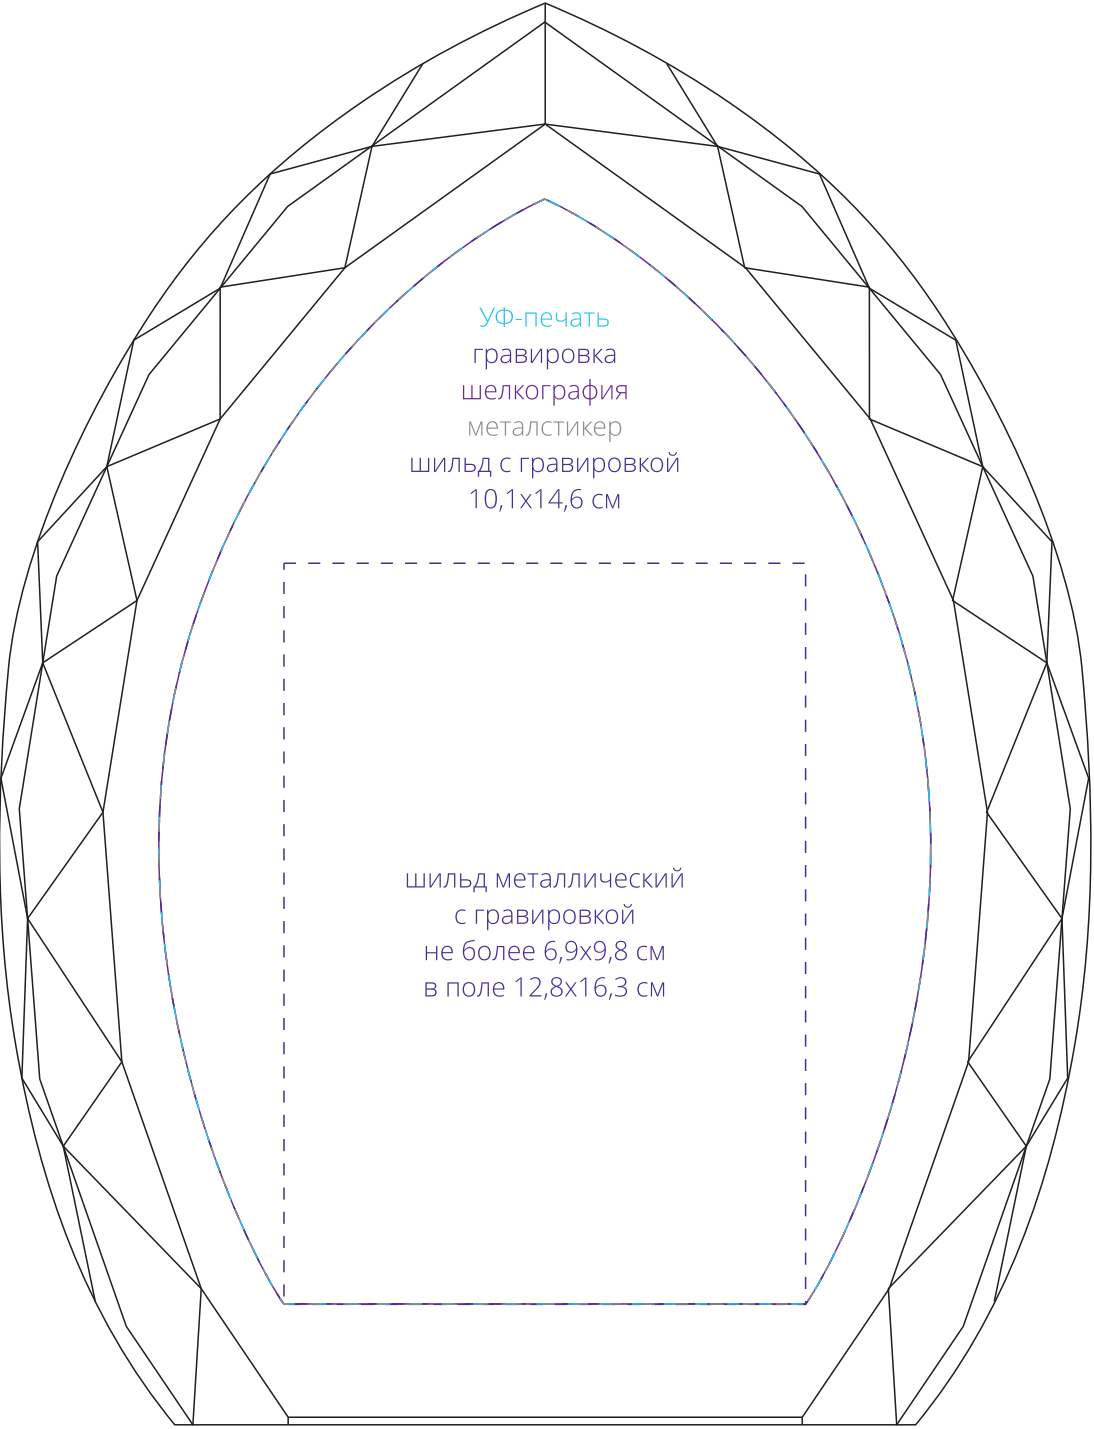 УФ-печать
гравировка
шелкография
металстикер
шильд с гравировкой
10,1х14,6 см
шильд металлический
с гравировкой
не более 6,9х9,8 см
в поле 12,8х16,3 см